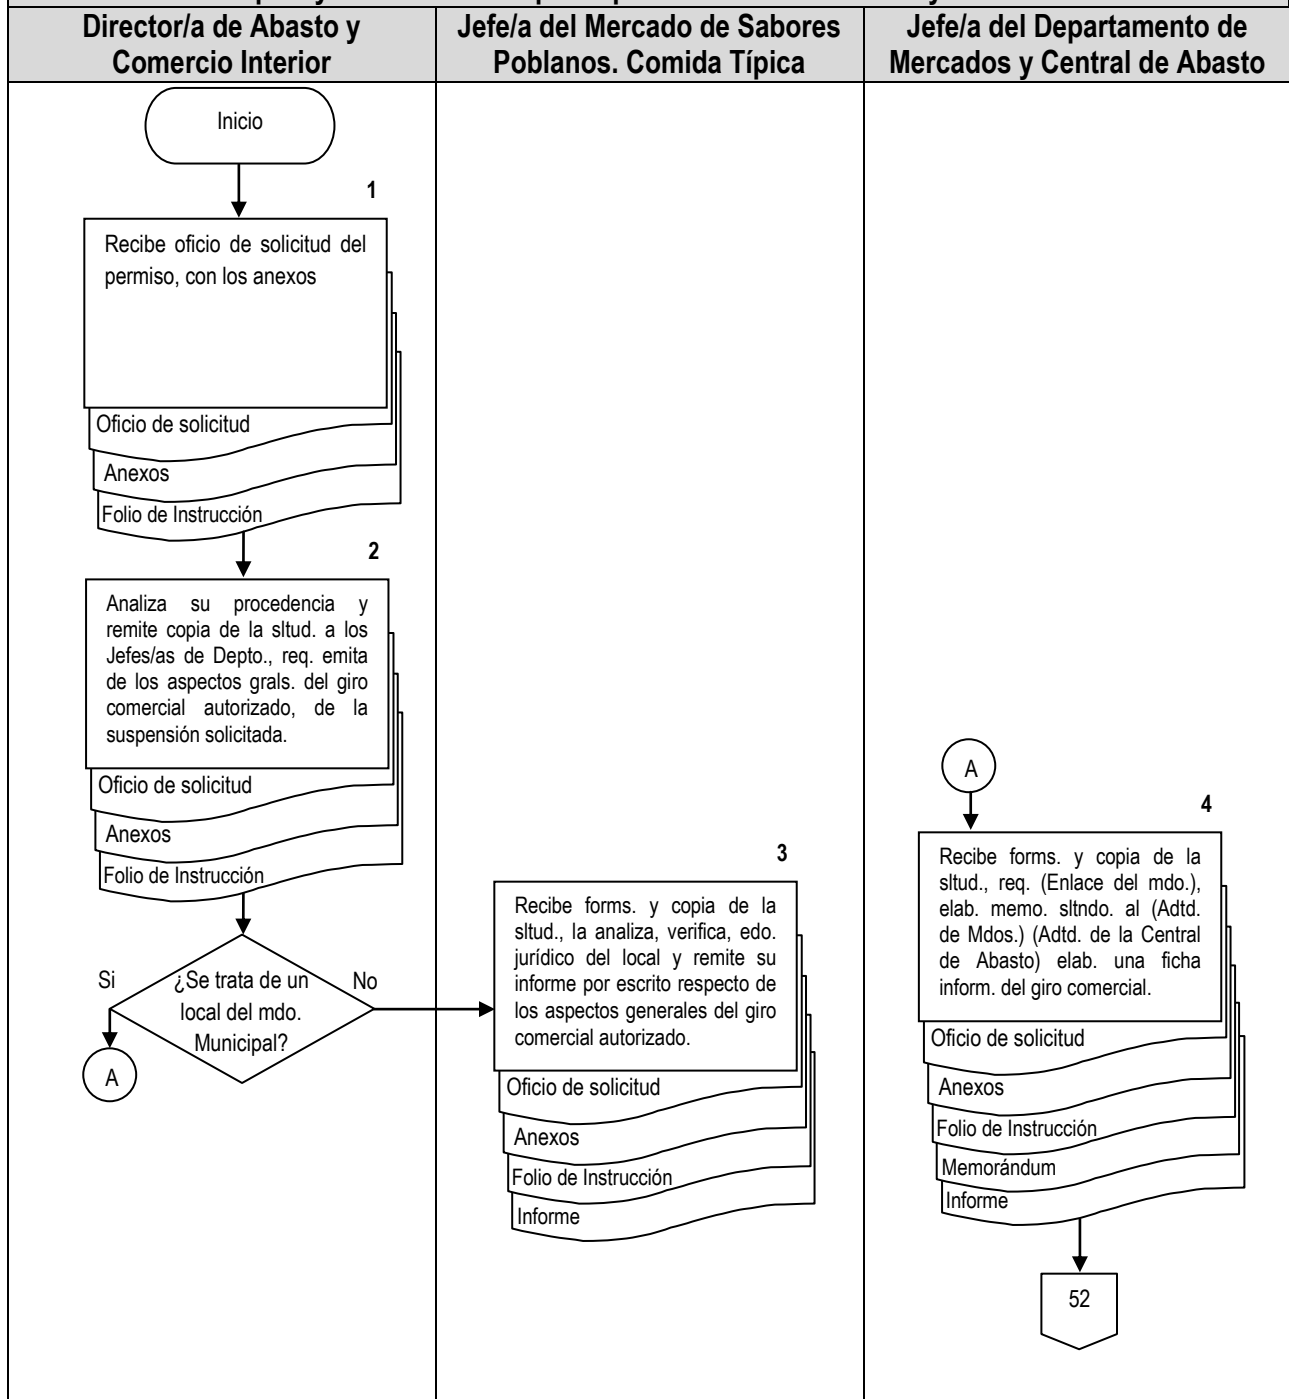 Director/a de Abasto y
Comercio Interior
Jefe/a del Mercado de Sabores
Poblanos. Comida Típica
Jefe/a del Departamento de
Mercados y Central de Abasto
Inicio
1
Recibe oficio de solicitud del
permiso, con los anexos
Oficio de solicitud
Anexos
Folio de Instrucción
2
Analiza su procedencia y
remite copia de la sltud. a los
Jefes/as de Depto., req. emita
de los aspectos grals. del giro
comercial autorizado, de la
suspensión solicitada.
Oficio de solicitud
Anexos
Folio de Instrucción
Si
¿Se trata de un
local del mdo.
Municipal?
No
A
3
Recibe forms. y copia de la
sltud., la analiza, verifica, edo.
jurídico del local y remite su
informe por escrito respecto de
los aspectos generales del giro
comercial autorizado.
Oficio de solicitud
Anexos
Folio de Instrucción
Informe
A
4
Recibe forms. y copia de la
sltud., req. (Enlace del mdo.),
elab. memo. sltndo. al (Adtd.
de Mdos.) (Adtd. de la Central
de Abasto) elab. una ficha
inform. del giro comercial.
Oficio de solicitud
Anexos
Folio de Instrucción
Memorándum
Informe
52